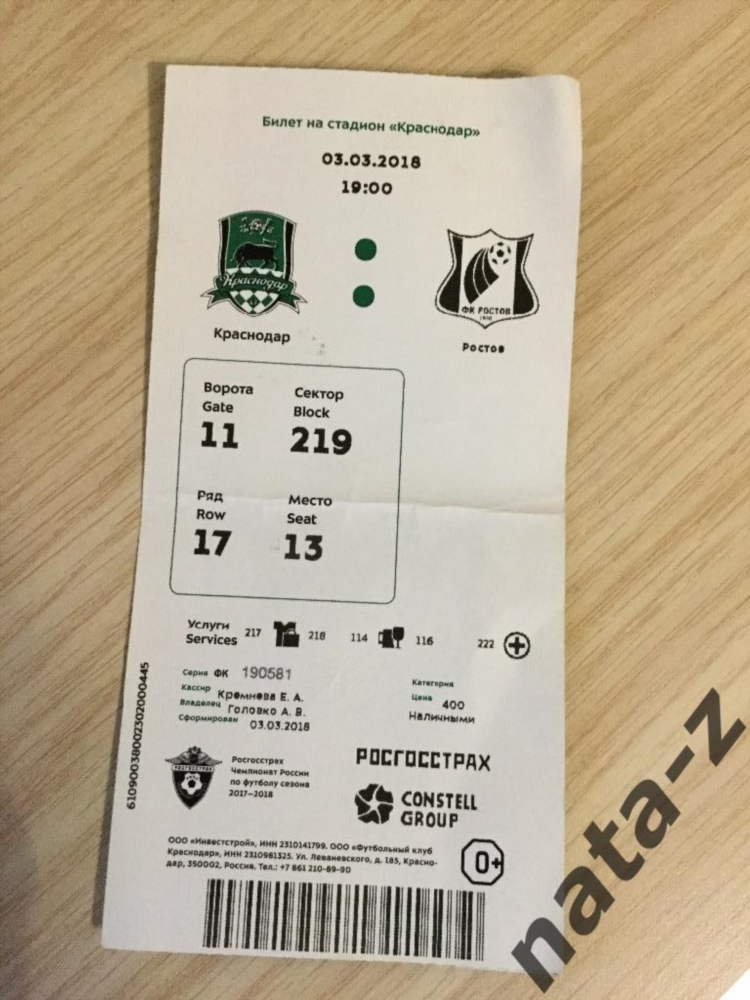 Билет на стадион «Краснодар»
03.03.2018
19:00
Краснодар
ФК РОСТОВ
1930
Краснодар
Ростов
Ворота Сектор
Gate Block
11 219
Ряд Место
Row Seat
17 13
Услуги
Services 217 218 114 116 222
Серия ФК 190581
Кассир Кремнева Е. А.
Владелец Головко А. В.
Сформирован 03.03.2018
Категория
Цена 400
Наличными
6109003800230200044​5
РОСГОССТРАХ
Росгосстрах
Чемпионат России
по футболу сезона
2017–2018
РОСГОССТРАХ
CONSTELL
GROUP
ООО «Инвестстрой», ИНН 2310141799. ООО «Футбольный клуб
Краснодар», ИНН 2310981325. Ул. Леваневского, д. 185, Красно-
дар, 350002, Россия. Тел.: +7 861 210-89-90
0+
nata-z